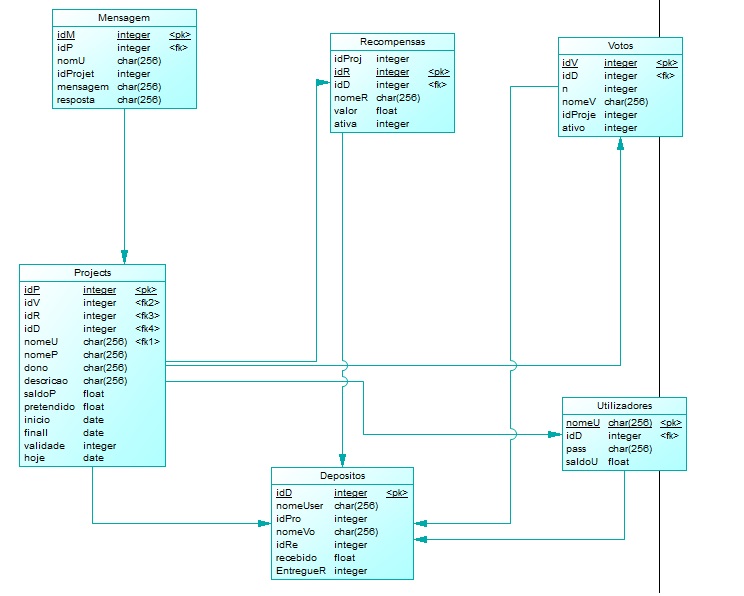 Mensagem
idM integer <pk>
idP integer <fk>
nomU char(256)
idProjet integer
mensagem char(256)
resposta char(256)
Recompensas
idProj integer
idR integer <pk>
idD integer <fk>
nomeR char(256)
valor float
ativa integer
Votos
idV integer <pk>
idD integer <fk>
n integer
nomeV char(256)
idProje integer
ativo integer
Projects
idP integer <pk>
idV integer <fk2>
idR integer <fk3>
idD integer <fk4>
nomeU char(256) <fk1>
nomeP char(256)
dono char(256)
descricao char(256)
saldoP float
pretendido float
inicio date
finall date
validade integer
hoje date
Utilizadores
nomeU char(256) <pk>
idD integer <fk>
pass char(256)
saldoU float
Depositos
idD integer <pk>
nomeUser char(256)
idPro integer
nomeVo char(256)
idRe integer
recebido float
EntregueR integer